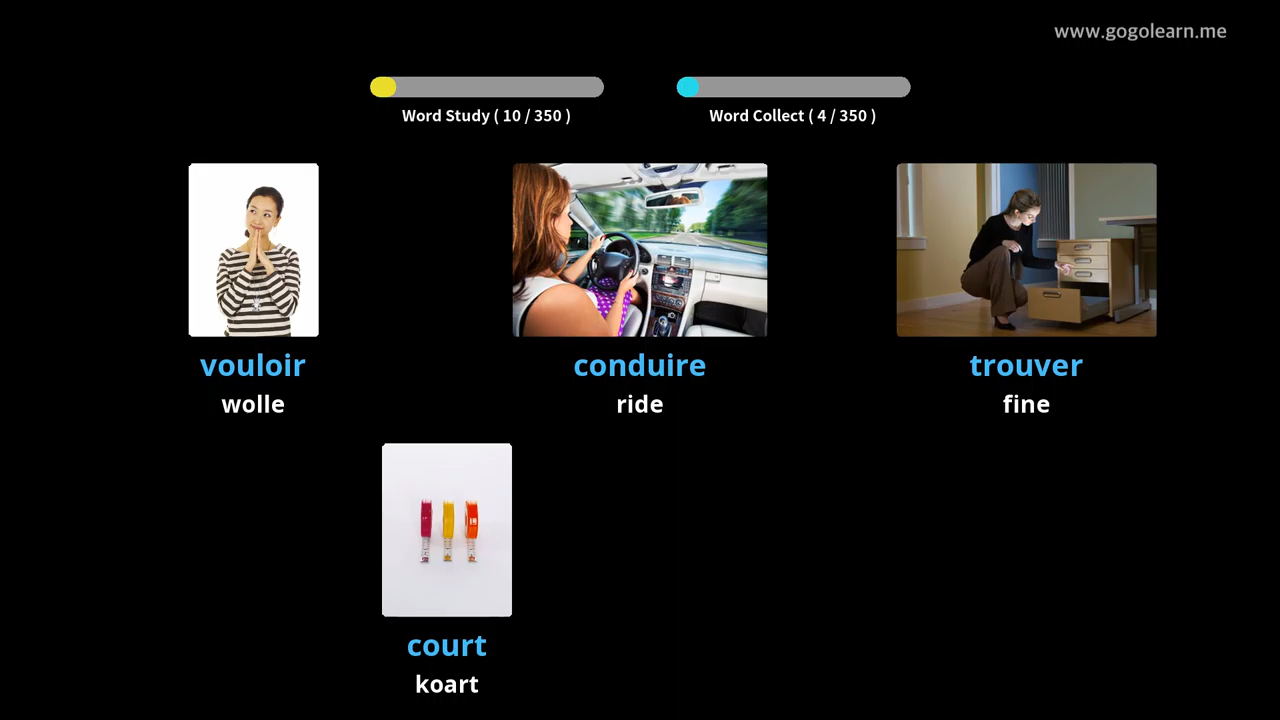 www.gogolearn.me
Word Study ( 10 / 350 )
Word Collect ( 4 / 350 )
vouloir
wolle
conduire
ride
trouver
fine
court
koart